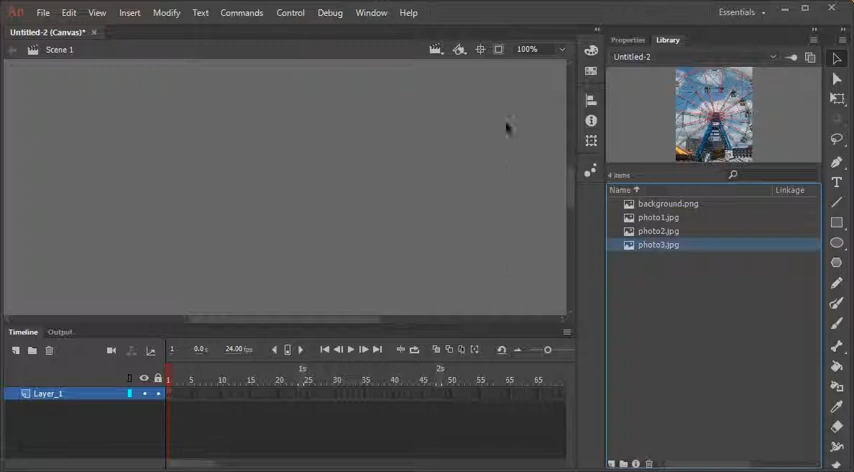 An File Edit View Insert Modify Text Commands Control Debug Window Help Essentials
Untitled-2 (Canvas)* ×
Scene 1 100%
Properties Library
Untitled-2
4 items
Name Linkage
background.png
photo1.jpg
photo2.jpg
photo3.jpg
Timeline Output
1 0.0 s 24.00 fps
1s 2s
1 5 10 15 20 25 30 35 40 45 50 55 60 65
Layer_1